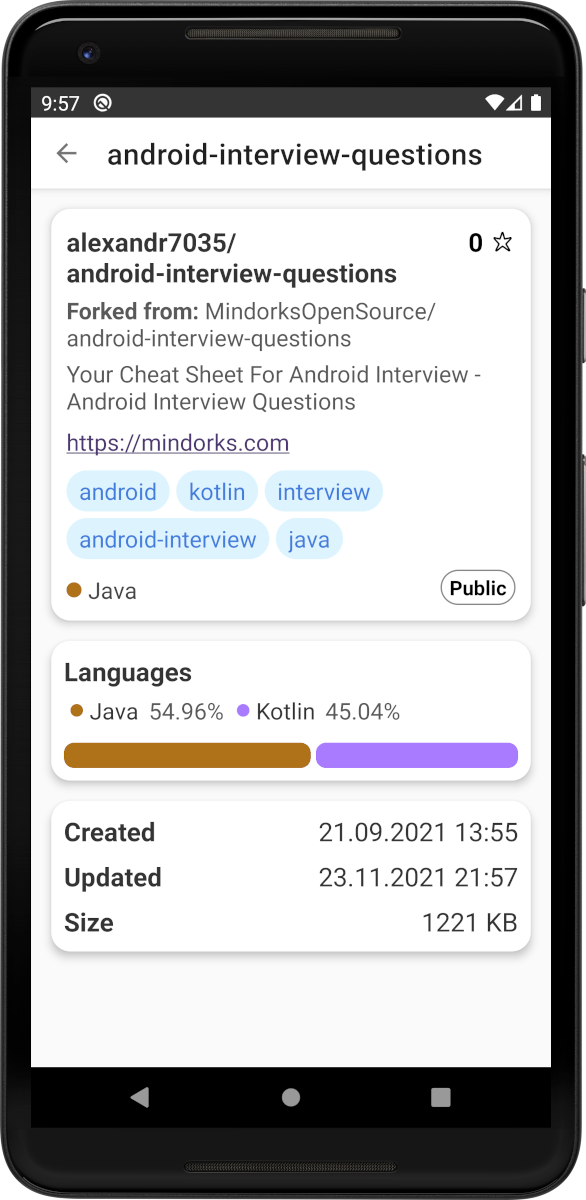 9:57
android-interview-questions
alexandr7035/ 0
android-interview-questions
Forked from: MindorksOpenSource/
android-interview-questions
Your Cheat Sheet For Android Interview -
Android Interview Questions
https://mindorks.com
android kotlin interview
android-interview java
Java Public
Languages
Java 54.96% Kotlin 45.04%
Created 21.09.2021 13:55
Updated 23.11.2021 21:57
Size 1221 KB